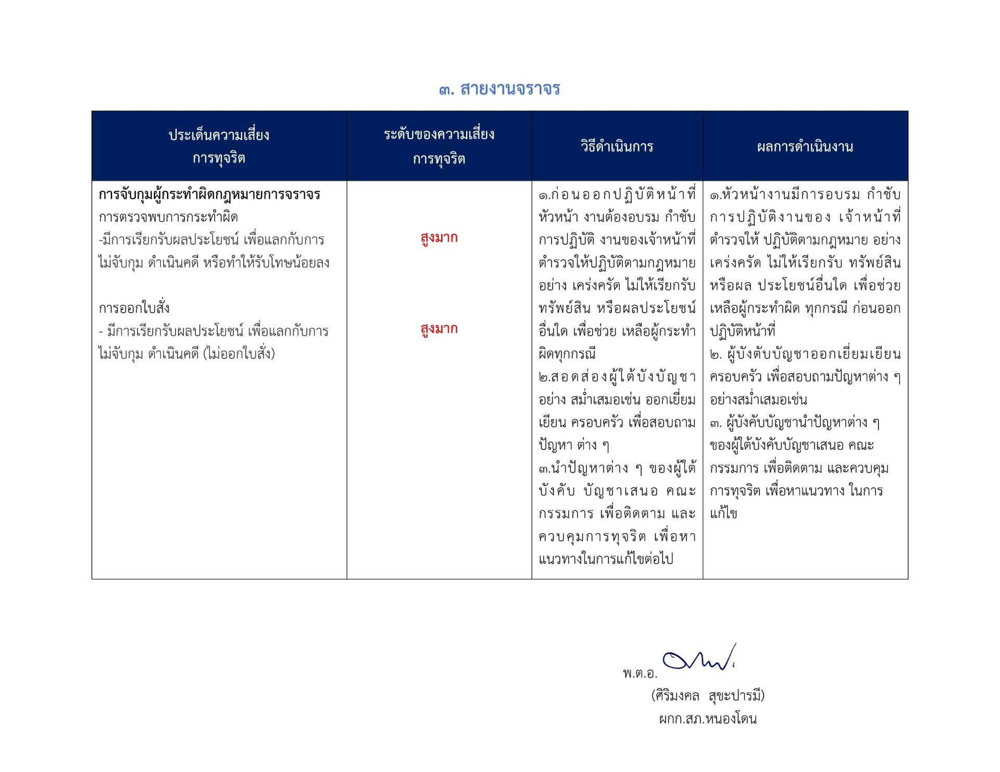 ๓. สายงานจราจร
ประเด็นความเสี่ยง
การทุจริต
ระดับของความเสี่ยง
การทุจริต
วิธีดำเนินการ
ผลการดำเนินงาน
การจับกุมผู้กระทำผิดกฎหมายการจราจร
การตรวจพบการกระทำผิด
-มีการเรียกรับผลประโยชน์ เพื่อแลกกับการ
ไม่จับกุม ดำเนินคดี หรือทำให้รับโทษน้อยลง
การออกใบสั่ง
- มีการเรียกรับผลประโยชน์ เพื่อแลกกับการ
ไม่จับกุม ดำเนินคดี (ไม่ออกใบสั่ง)
สูงมาก
สูงมาก
๑.ก่อนออกปฏิบัติหน้าที่
หัวหน้า งานต้องอบรม กำชับ
การปฏิบัติ งานของเจ้าหน้าที่
ตำรวจให้ปฏิบัติตามกฎหมาย
อย่าง เคร่งครัด ไม่ให้เรียกรับ
ทรัพย์สิน หรือผลประโยชน์
อื่นใด เพื่อช่วย เหลือผู้กระทำ
ผิดทุกกรณี
๒.สอดส่องผู้ใต้บังบัญชา
อย่าง สม่ำเสมอเช่น ออกเยี่ยม
เยียน ครอบครัว เพื่อสอบถาม
ปัญหา ต่าง ๆ
๓.นำปัญหาต่าง ๆ ของผู้ใต้
บังคับ บัญชาเสนอ คณะ
กรรมการ เพื่อติดตาม และ
ควบคุมการทุจริต เพื่อหา
แนวทางในการแก้ไขต่อไป
๑.หัวหน้างานมีการอบรม กำชับ
การปฏิบัติงานของ เจ้าหน้าที่
ตำรวจให้ ปฏิบัติตามกฎหมาย อย่าง
เคร่งครัด ไม่ให้เรียกรับ ทรัพย์สิน
หรือผล ประโยชน์อื่นใด เพื่อช่วย
เหลือผู้กระทำผิด ทุกกรณี ก่อนออก
ปฏิบัติหน้าที่
๒. ผู้บังตับบัญชาออกเยี่ยมเยียน
ครอบครัว เพื่อสอบถามปัญหาต่าง ๆ
อย่างสม่ำเสมอเช่น
๓. ผู้บังคับบัญชานำปัญหาต่าง ๆ
ของผู้ใต้บังคับบัญชาเสนอ คณะ
กรรมการ เพื่อติดตาม และควบคุม
การทุจริต เพื่อหาแนวทาง ในการ
แก้ไข
พ.ต.อ.
(ศิริมงคล สุขะปารมี)
ผกก.สภ.หนองโดน